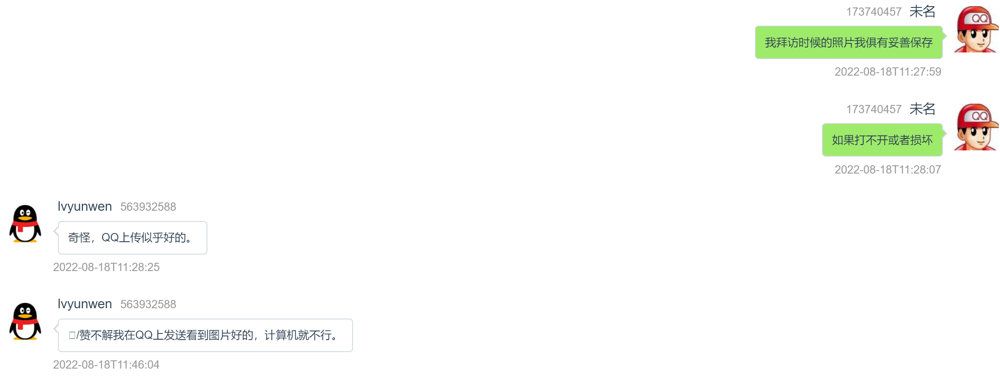 173740457 未名
我拜访时候的照片我俱有妥善保存
2022-08-18T11:27:59
173740457 未名
如果打不开或者损坏
2022-08-18T11:28:07
lvyunwen 563932588
奇怪，QQ上传似乎好的。
2022-08-18T11:28:25
lvyunwen 563932588
/赞不解我在QQ上发送看到图片好的，计算机就不行。
2022-08-18T11:46:04